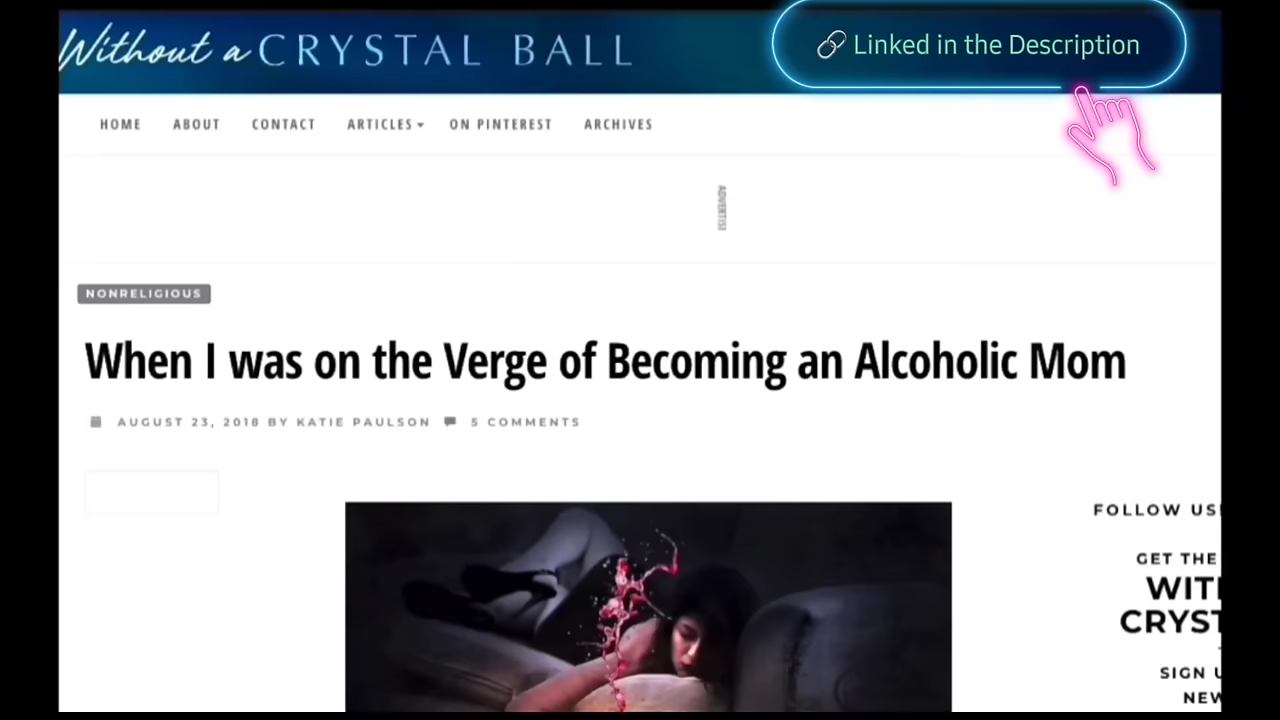 Without a CRYSTAL BALL
🔗 Linked in the Description
HOME ABOUT CONTACT ARTICLES ON PINTEREST ARCHIVES
ADVERTISE
NONRELIGIOUS
When I was on the Verge of Becoming an Alcoholic Mom
AUGUST 23, 2018 BY KATIE PAULSON 5 COMMENTS
FOLLOW US!
GET THE
WITH
CRYST
SIGN U
NEW